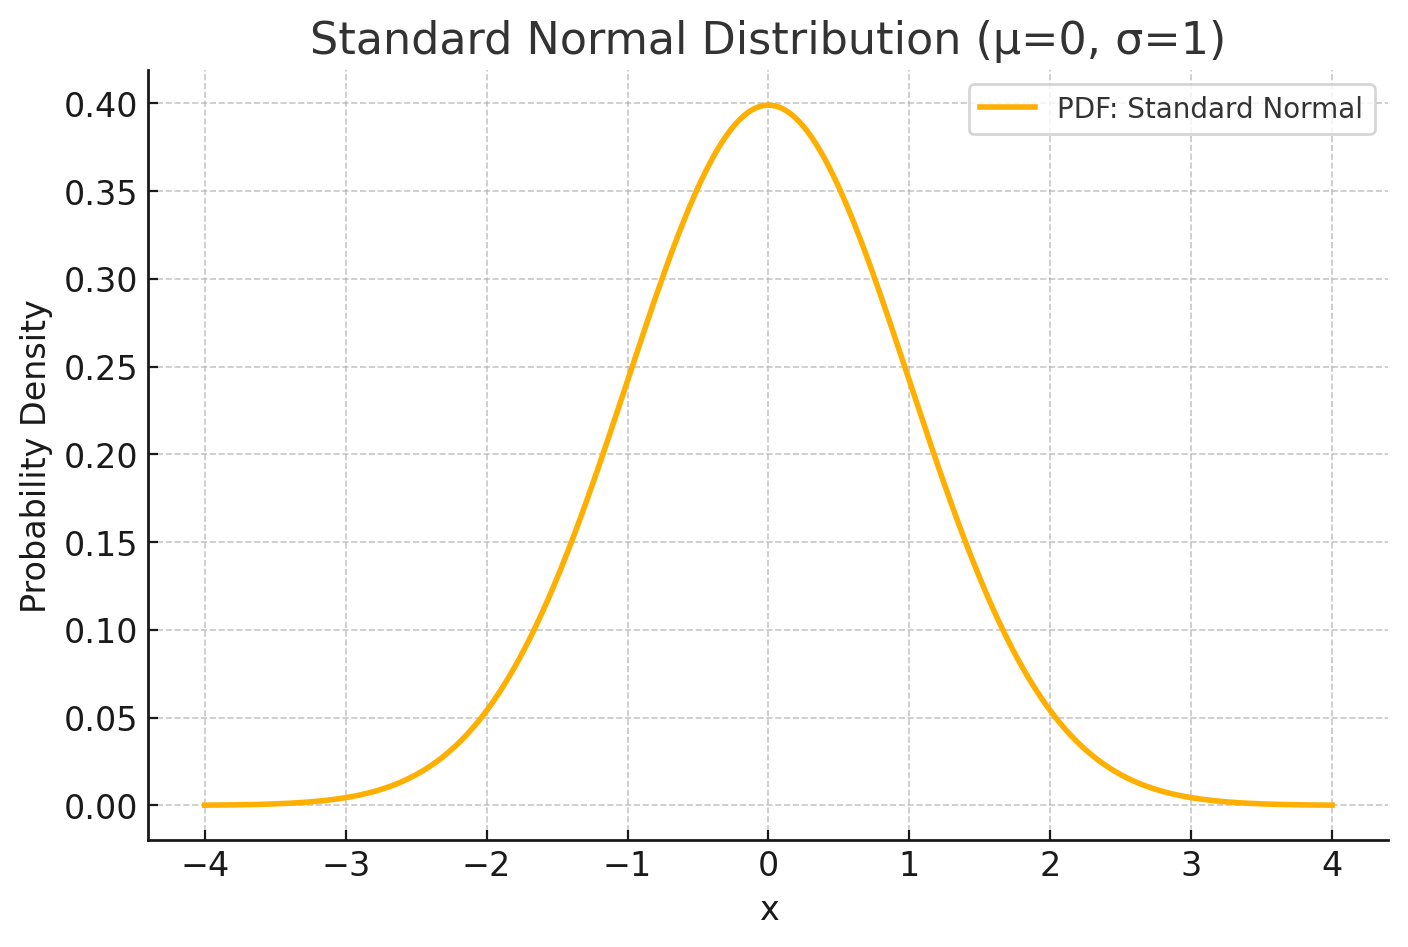 Standard Normal Distribution (μ=0, σ=1)
PDF: Standard Normal
Probability Density
0.40
0.35
0.30
0.25
0.20
0.15
0.10
0.05
0.00
−4 −3 −2 −1 0 1 2 3 4
x